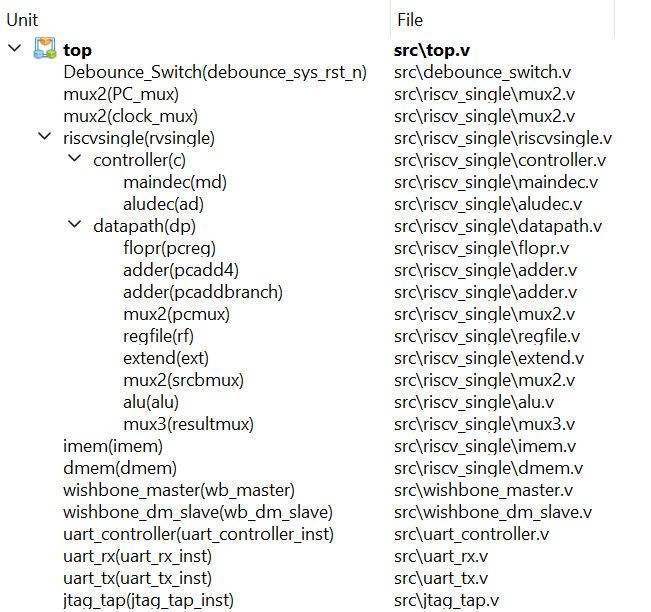 Unit File
top src\top.v
Debounce_Switch(debounce_sys_rst_n) src\debounce_switch.v
mux2(PC_mux) src\riscv_single\mux2.v
mux2(clock_mux) src\riscv_single\mux2.v
riscvsingle(rvsingle) src\riscv_single\riscvsingle.v
controller(c) src\riscv_single\controller.v
maindec(md) src\riscv_single\maindec.v
aludec(ad) src\riscv_single\aludec.v
datapath(dp) src\riscv_single\datapath.v
flopr(pcreg) src\riscv_single\flopr.v
adder(pcadd4) src\riscv_single\adder.v
adder(pcaddbranch) src\riscv_single\adder.v
mux2(pcmux) src\riscv_single\mux2.v
regfile(rf) src\riscv_single\regfile.v
extend(ext) src\riscv_single\extend.v
mux2(srcbmux) src\riscv_single\mux2.v
alu(alu) src\riscv_single\alu.v
mux3(resultmux) src\riscv_single\mux3.v
imem(imem) src\riscv_single\imem.v
dmem(dmem) src\riscv_single\dmem.v
wishbone_master(wb_master) src\wishbone_master.v
wishbone_dm_slave(wb_dm_slave) src\wishbone_dm_slave.v
uart_controller(uart_controller_inst) src\uart_controller.v
uart_rx(uart_rx_inst) src\uart_rx.v
uart_tx(uart_tx_inst) src\uart_tx.v
jtag_tap(jtag_tap_inst) src\jtag_tap.v